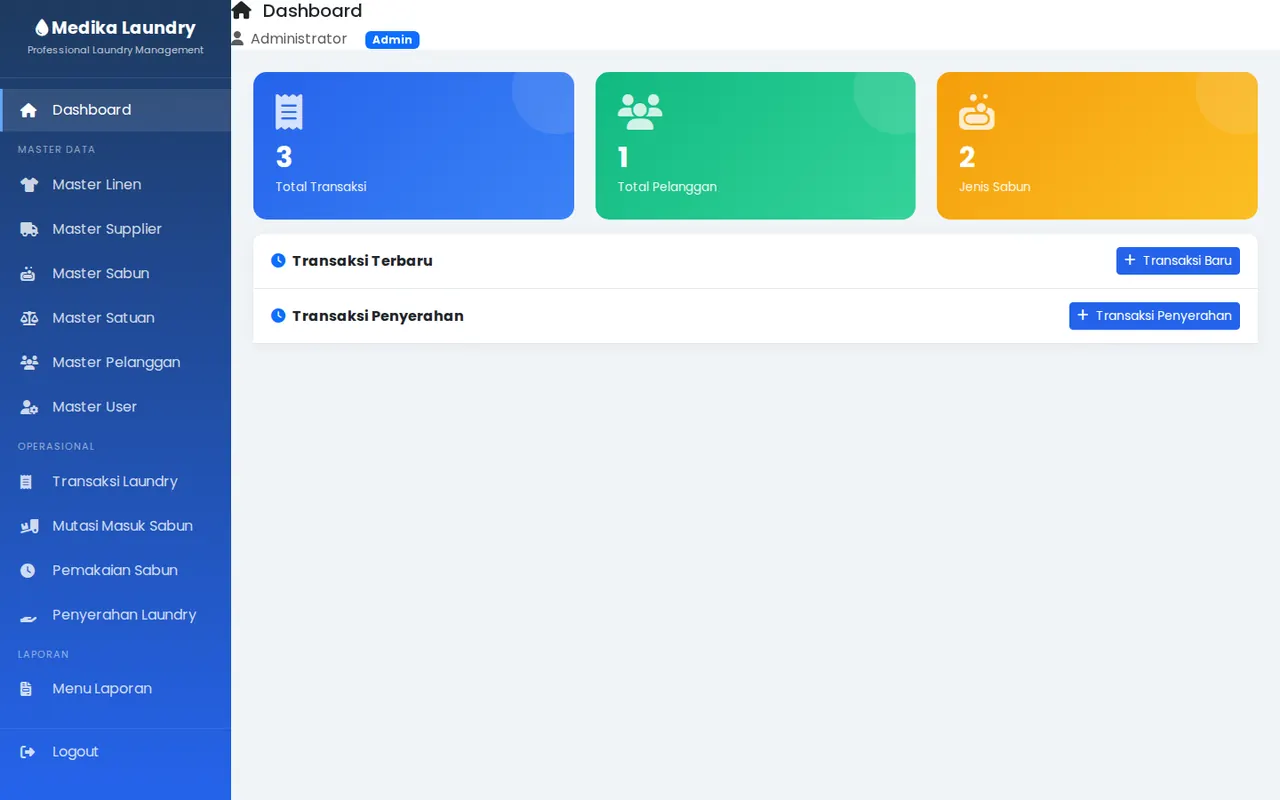 Medika Laundry
Professional Laundry Management
Dashboard
MASTER DATA
Master Linen
Master Supplier
Master Sabun
Master Satuan
Master Pelanggan
Master User
OPERASIONAL
Transaksi Laundry
Mutasi Masuk Sabun
Pemakaian Sabun
Penyerahan Laundry
LAPORAN
Menu Laporan
Logout
Dashboard
Administrator Admin
3
Total Transaksi
1
Total Pelanggan
2
Jenis Sabun
Transaksi Terbaru
+ Transaksi Baru
Transaksi Penyerahan
+ Transaksi Penyerahan